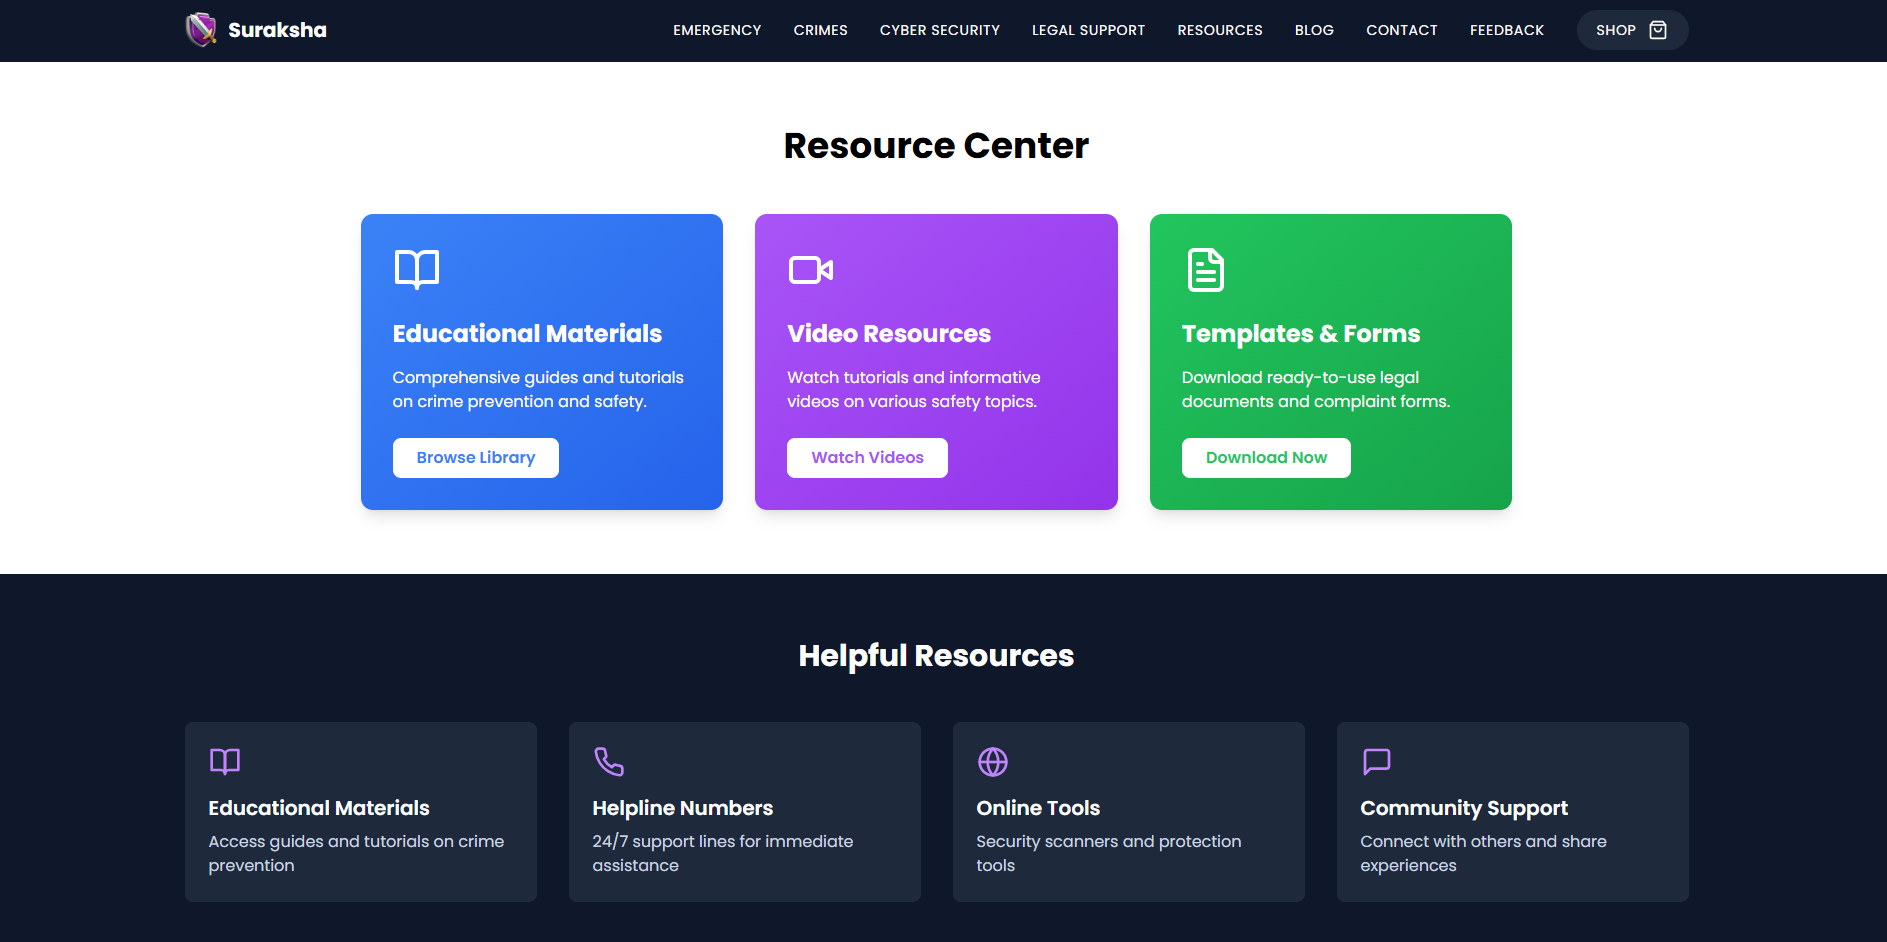 Suraksha
EMERGENCY
CRIMES
CYBER SECURITY
LEGAL SUPPORT
RESOURCES
BLOG
CONTACT
FEEDBACK
SHOP
Resource Center
Educational Materials
Comprehensive guides and tutorials
on crime prevention and safety.
Browse Library
Video Resources
Watch tutorials and informative
videos on various safety topics.
Watch Videos
Templates & Forms
Download ready-to-use legal
documents and complaint forms.
Download Now
Helpful Resources
Educational Materials
Access guides and tutorials on crime
prevention
Helpline Numbers
24/7 support lines for immediate
assistance
Online Tools
Security scanners and protection
tools
Community Support
Connect with others and share
experiences